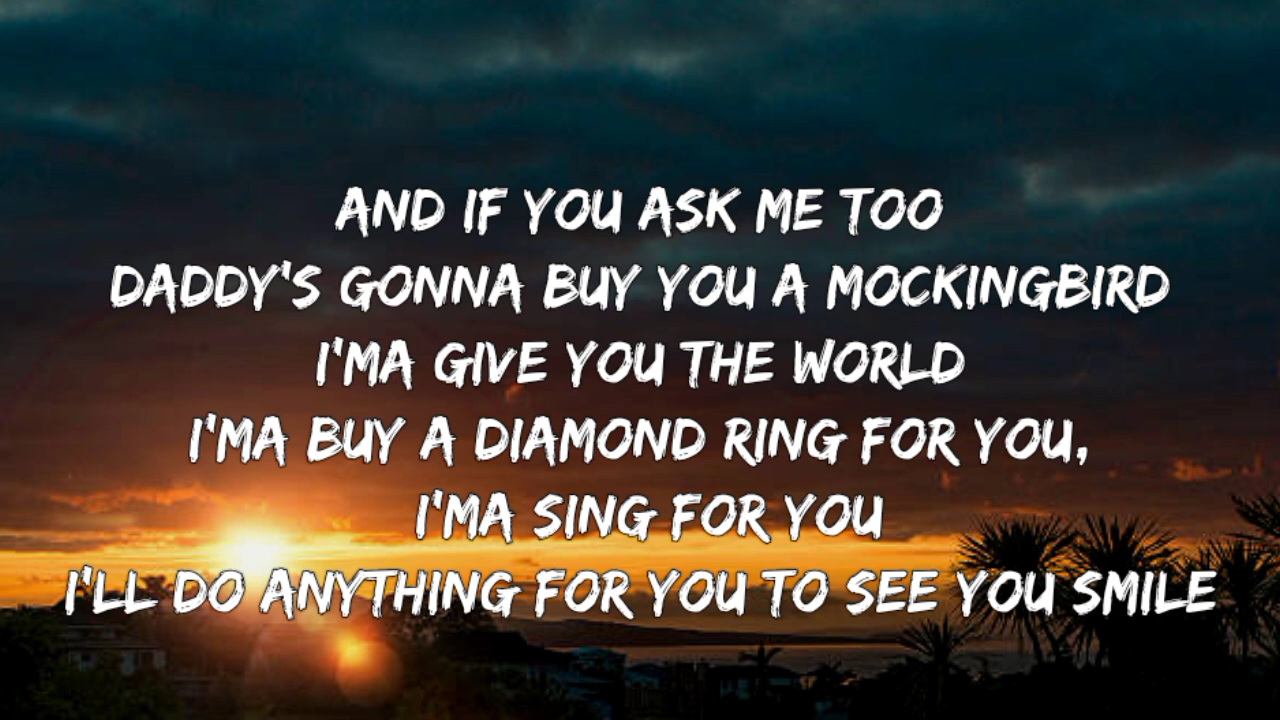 AND IF YOU ASK ME TOO
DADDY'S GONNA BUY YOU A MOCKINGBIRD
I'MA GIVE YOU THE WORLD
I'MA BUY A DIAMOND RING FOR YOU,
I'MA SING FOR YOU
I'LL DO ANYTHING FOR YOU TO SEE YOU SMILE